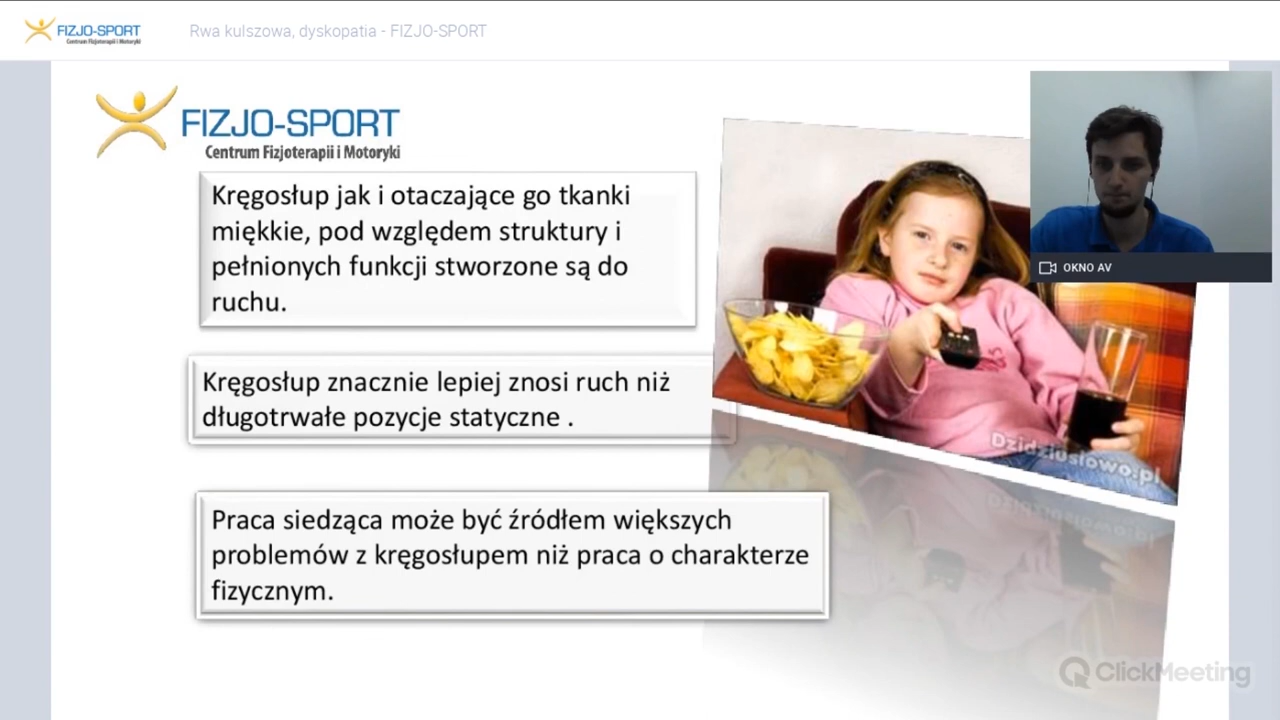 FIZJO-SPORT
Centrum Fizjoterapii i Motoryki
Rwa kulszowa, dyskopatia - FIZJO-SPORT
FIZJO-SPORT
Centrum Fizjoterapii i Motoryki
Kręgosłup jak i otaczające go tkanki
miękkie, pod względem struktury i
pełnionych funkcji stworzone są do
ruchu.
OKNO AV
Kręgosłup znacznie lepiej znosi ruch niż
długotrwałe pozycje statyczne .
Dzidziusłowo.pl
Praca siedząca może być źródłem większych
problemów z kręgosłupem niż praca o charakterze
fizycznym.
ClickMeeting